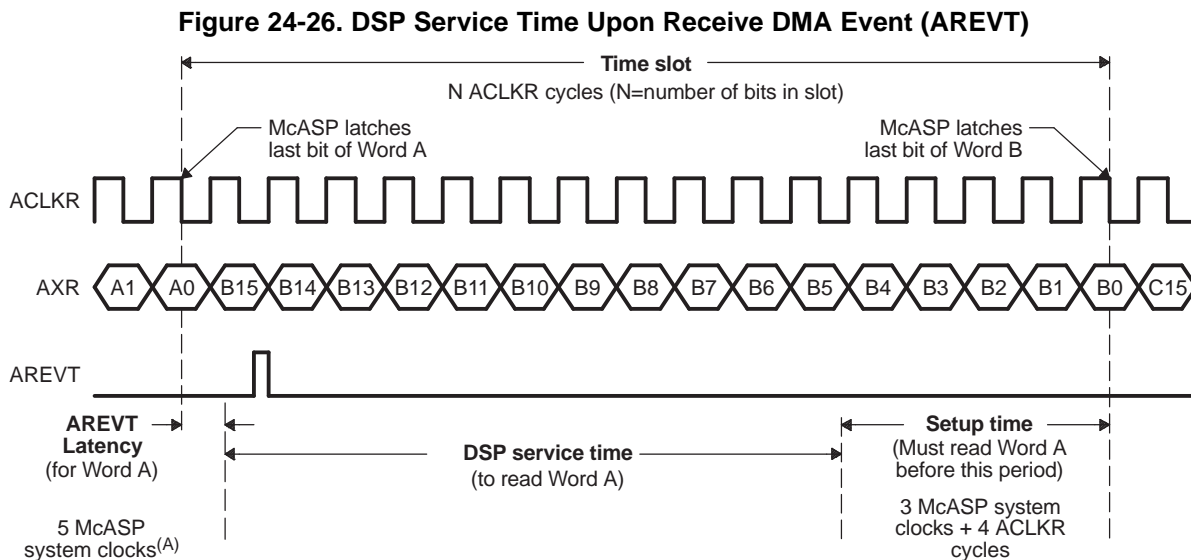 Figure 24-26. DSP Service Time Upon Receive DMA Event (AREVT)
Time slot
N ACLKR cycles (N=number of bits in slot)
McASP latches
last bit of Word A
McASP latches
last bit of Word B
ACLKR
AXR
A1 A0 B15 B14 B13 B12 B11 B10 B9 B8 B7 B6 B5 B4 B3 B2 B1 B0 C15
AREVT
AREVT
Latency
(for Word A)
DSP service time
(to read Word A)
Setup time
(Must read Word A
before this period)
5 McASP
system clocks(A)
3 McASP system
clocks + 4 ACLKR
cycles